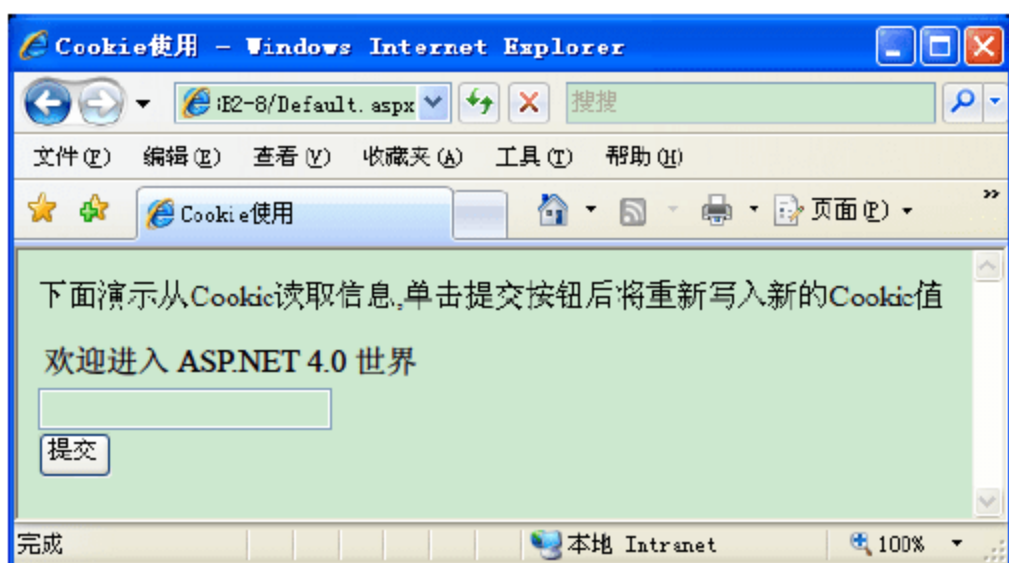 Cookie使用 - Windows Internet Explorer
:E2-8/Default.aspx 搜搜
文件(F) 编辑(E) 查看(V) 收藏夹(A) 工具(T) 帮助(H)
Cookie使用 页面(P) »
下面演示从Cookie读取信息,单击提交按钮后将重新写入新的Cookie值
欢迎进入 ASP.NET 4.0 世界
提交
完成 本地 Intranet 100%